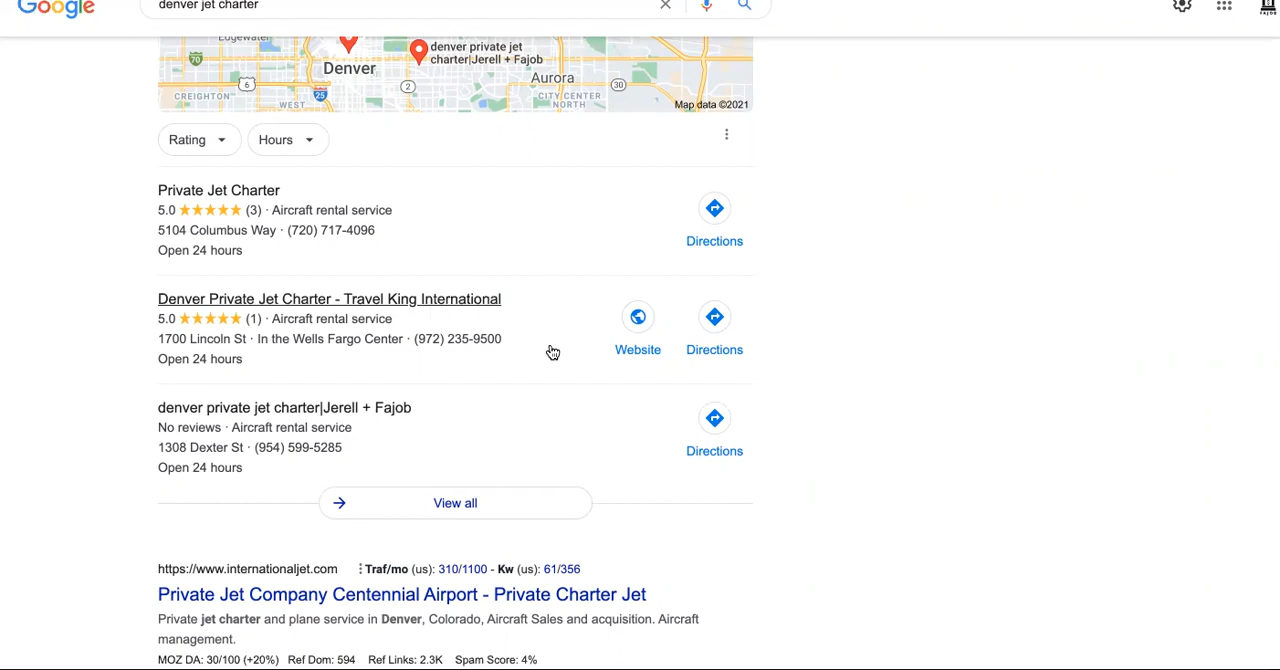 Google
denver jet charter
Edgewater
denver private jet
charter|Jerell + Fajob
70
Denver
Aurora
6
2
30
CREIGHTON
25
WEST
CITY CENTER
NORTH
Map data ©2021
Rating
Hours
Private Jet Charter
5.0 ★★★★★ (3) · Aircraft rental service
5104 Columbus Way · (720) 717-4096
Open 24 hours
Directions
Denver Private Jet Charter - Travel King International
5.0 ★★★★★ (1) · Aircraft rental service
1700 Lincoln St · In the Wells Fargo Center · (972) 235-9500
Open 24 hours
Website
Directions
denver private jet charter|Jerell + Fajob
No reviews · Aircraft rental service
1308 Dexter St · (954) 599-5285
Open 24 hours
Directions
View all
https://www.internationaljet.com
Traf/mo (us): 310/1100 - Kw (us): 61/356
Private Jet Company Centennial Airport - Private Charter Jet
Private jet charter and plane service in Denver, Colorado, Aircraft Sales and acquisition. Aircraft
management.
MOZ DA: 30/100 (+20%) Ref Dom: 594 Ref Links: 2.3K Spam Score: 4%